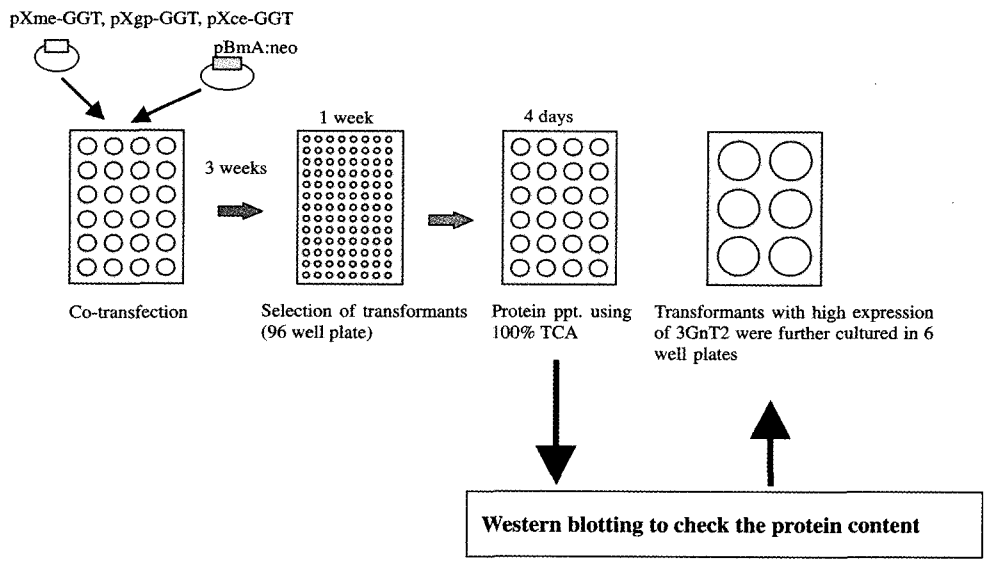 pXme-GGT, pXgp-GGT, pXce-GGT
pBmA:neo
3 weeks
1 week
4 days
Co-transfection
Selection of transformants
(96 well plate)
Protein ppt. using
100% TCA
Transformants with high expression
of 3GnT2 were further cultured in 6
well plates
Western blotting to check the protein content